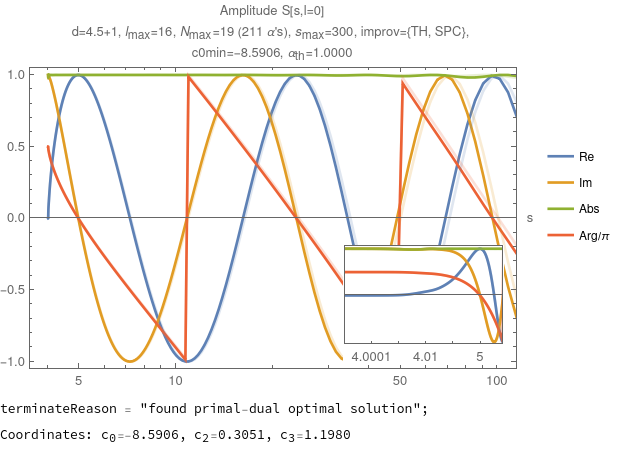 Amplitude S[s,l=0]
d=4.5+1, lmax=16, Nmax=19 (211 α's), smax=300, improv={TH, SPC},
c0min=−8.5906, αth=1.0000
1.0
0.5
0.0
−0.5
−1.0
5
10
50
100
s
4.0001
4.01
5
Re
Im
Abs
Arg/π
terminateReason = "found primal-dual optimal solution";
Coordinates: c0=-8.5906, c2=0.3051, c3=1.1980